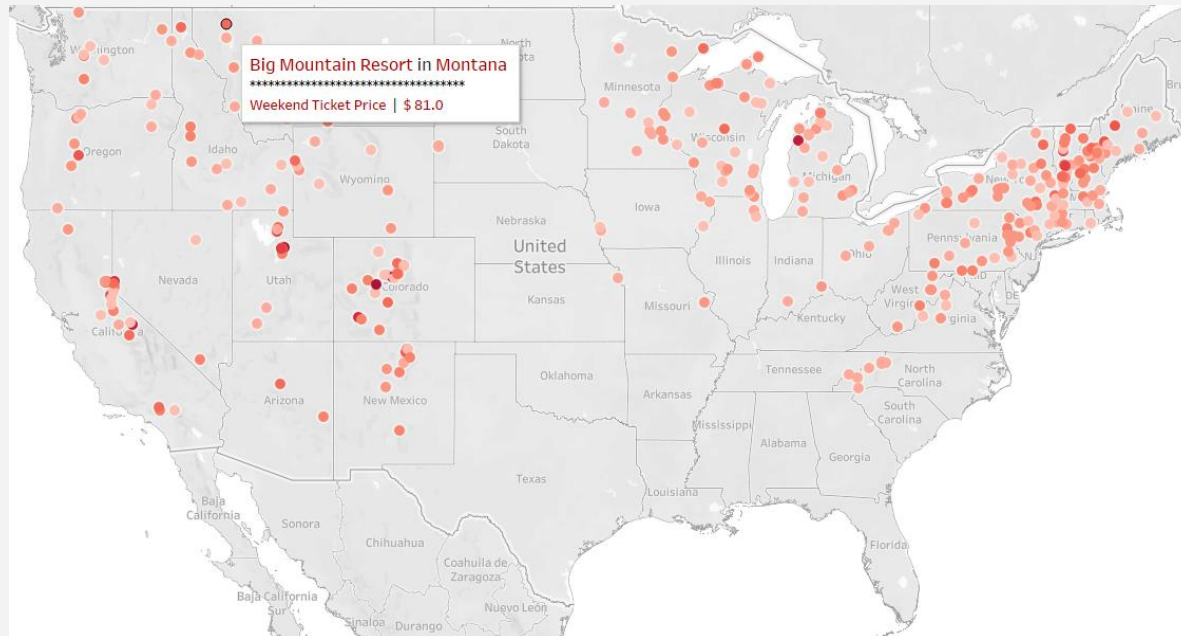 Washington
North
Dakota
Minnesota
Maine
Big Mountain Resort in Montana
**********************************
Weekend Ticket Price | $ 81.0
Oregon
Idaho
South
Dakota
Wisconsin
Michigan
Wyoming
Iowa
Nebraska
Pennsylvania
NJ
Nevada
Utah
United
States
Illinois
Indiana
Ohio
Colorado
Kansas
Missouri
West
Virginia
DE
Virginia
California
Kentucky
Oklahoma
Tennessee
North
Carolina
Arizona
New Mexico
Arkansas
South
Carolina
Mississippi
Alabama
Georgia
Texas
Louisiana
Baja
California
Sonora
Chihuahua
Florida
Coahuila de
Zaragoza
Baja California
Sur
Nuevo León
Sinaloa
Durango